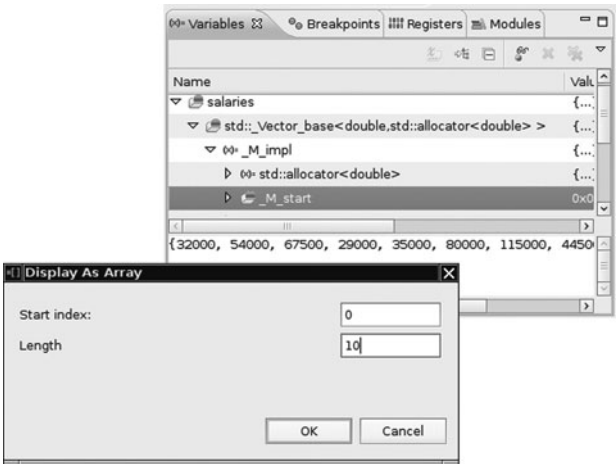 Variables Breakpoints Registers Modules
Name
salaries {...}
std::_Vector_base<double,std::allocator<double> > {...
_M_impl {...
std::allocator<double> {...
_M_start 0x0
{32000, 54000, 67500, 29000, 35000, 80000, 115000, 4450
Display As Array
Start index: 0
Length 10
OK Cancel